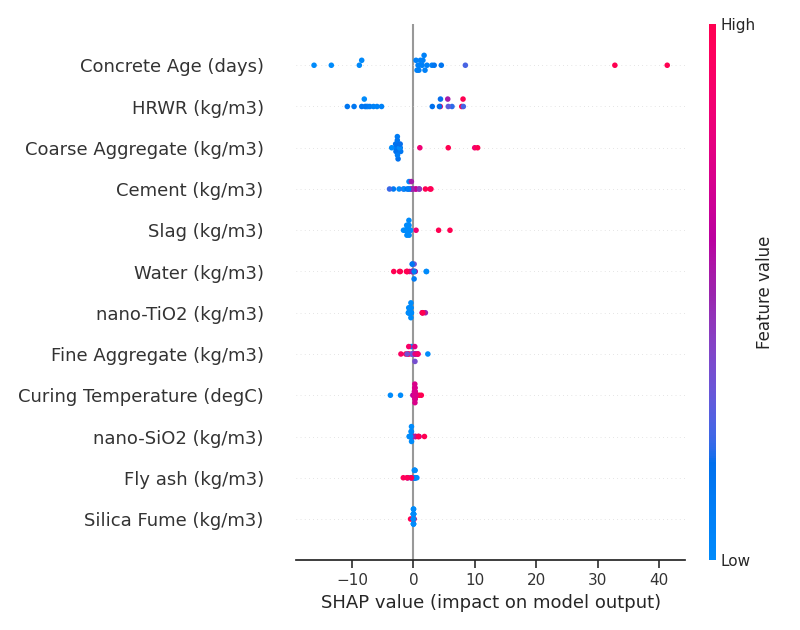 High
Concrete Age (days)
HRWR (kg/m3)
Coarse Aggregate (kg/m3)
Cement (kg/m3)
Slag (kg/m3)
Water (kg/m3)
nano-TiO2 (kg/m3)
Fine Aggregate (kg/m3)
Curing Temperature (degC)
nano-SiO2 (kg/m3)
Fly ash (kg/m3)
Silica Fume (kg/m3)
Feature value
Low
−10 0 10 20 30 40
SHAP value (impact on model output)